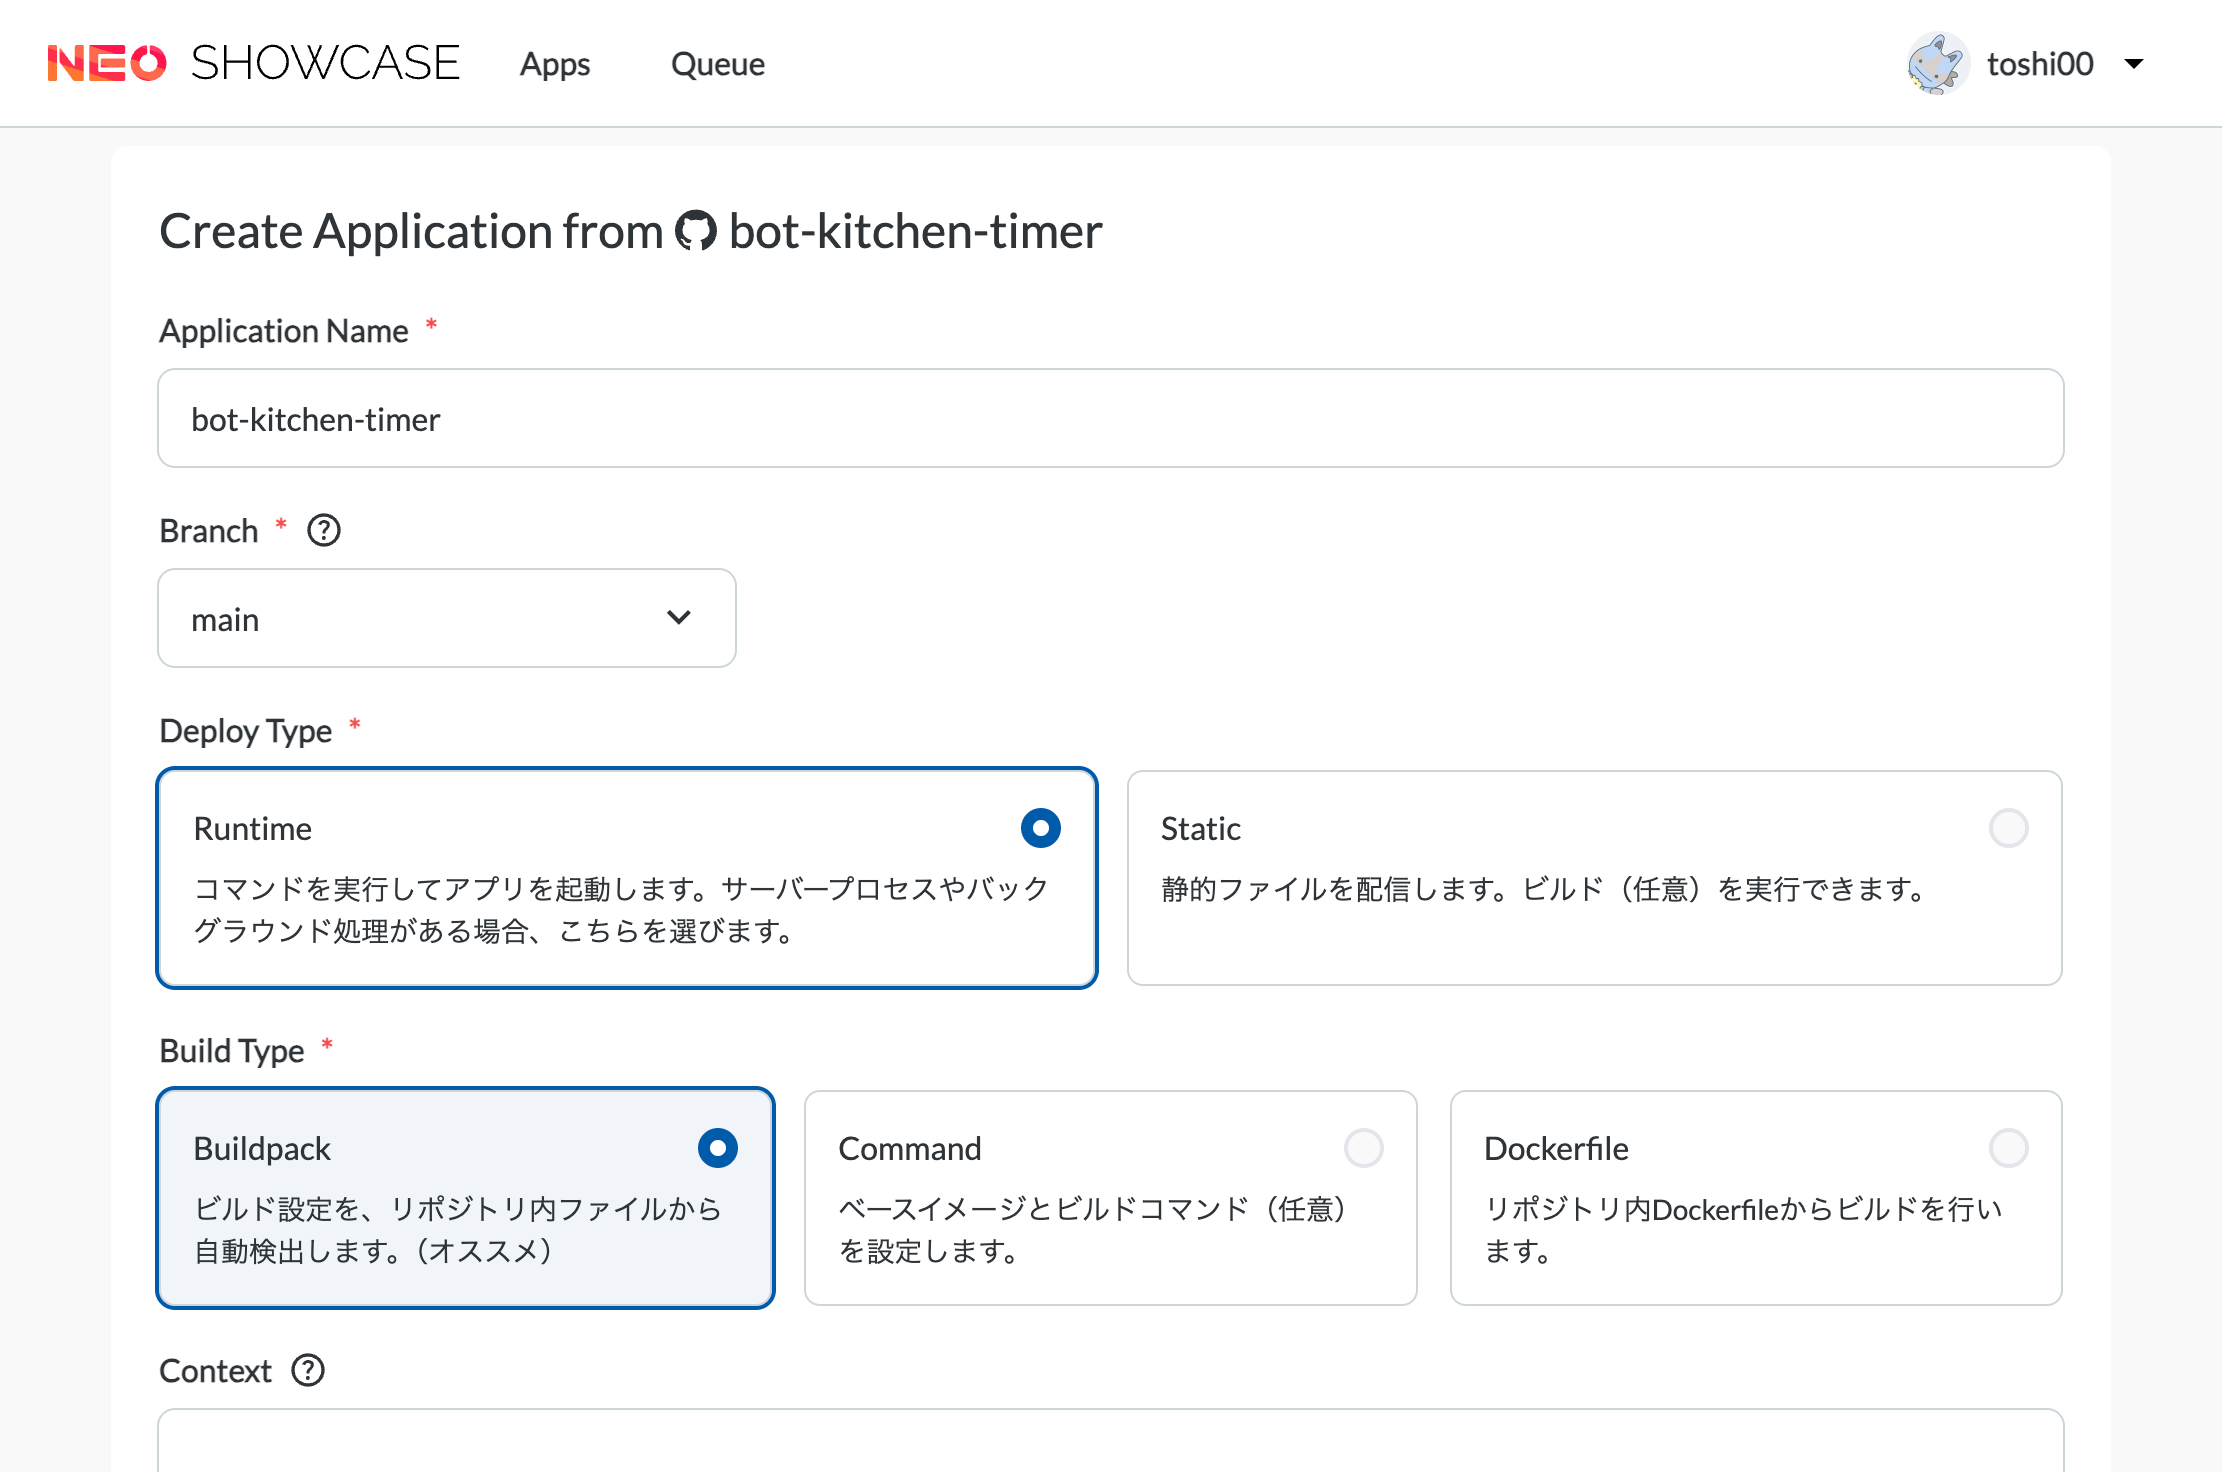 NEO SHOWCASE Apps Queue toshi00
Create Application from bot-kitchen-timer
Application Name *
bot-kitchen-timer
Branch * ?
main
Deploy Type *
Runtime
コマンドを実行してアプリを起動します。サーバープロセスやバック
グラウンド処理がある場合、こちらを選びます。
Static
静的ファイルを配信します。ビルド（任意）を実行できます。
Build Type *
Buildpack
ビルド設定を、リポジトリ内ファイルから
自動検出します。（オススメ）
Command
ベースイメージとビルドコマンド（任意）
を設定します。
Dockerfile
リポジトリ内Dockerfileからビルドを行い
ます。
Context ?